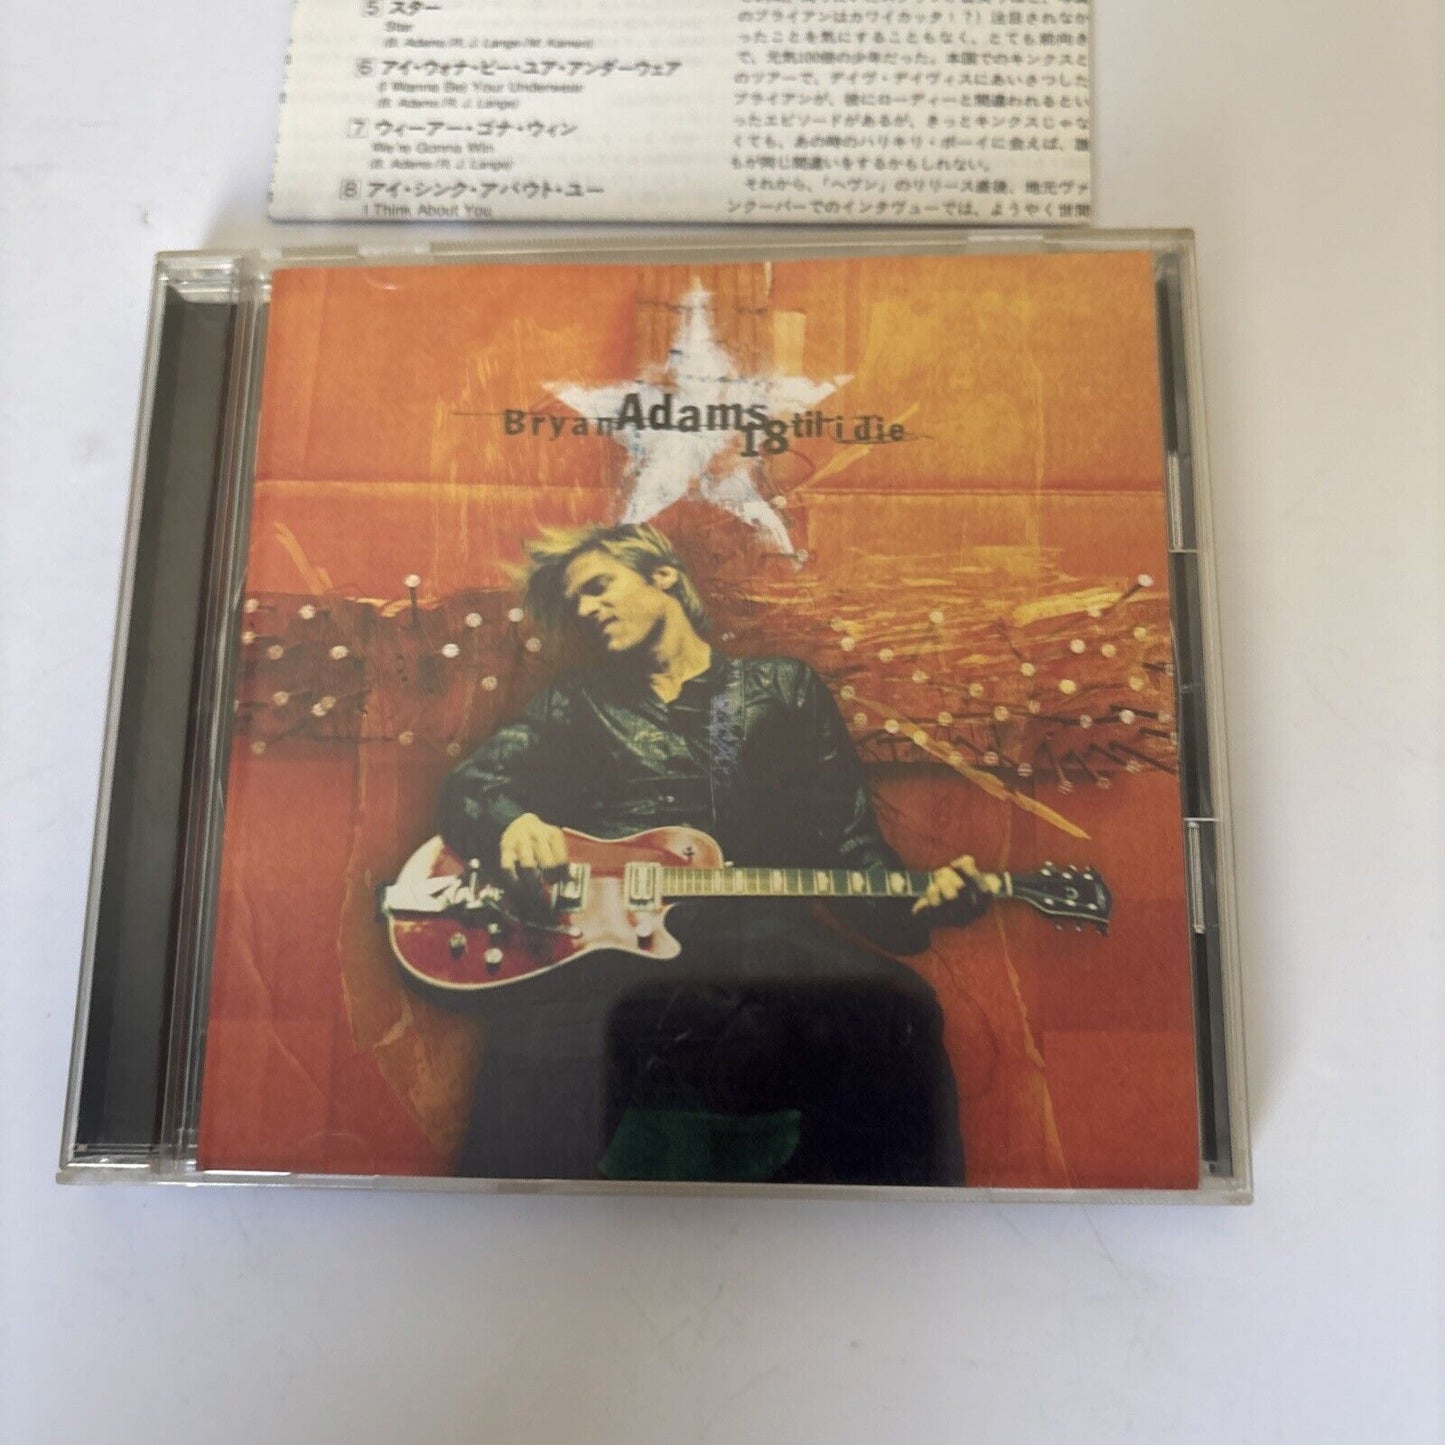 5 スター
Star
(B. Adams/R. J. Lange/M. Kamen)
6 アイ・ウォナ・ビー・ユア・アンダーウェア
(I Wanna Be) Your Underwear
(B. Adams/R. J. Lange)
7 ウィーアー・ゴナ・ウィン
We're Gonna Win
(B. Adams/R. J. Lange)
8 アイ・シンク・アバウト・ユー
I Think About You
のブライアンはカワイカッタ！？）注目されなか
ったことを気にすることもなく、とても前向き
で、元気100倍の少年だった。本国でのキンクスと
のツアーで、デイヴ・デイヴィスにあいさつした
ブライアンが、彼にローディーと間違われるとい
ったエピソードがあるが、きっとキンクスじゃな
くても、あの時のハリキリ・ボーイに会えば、誰
もが同じ間違いをするかもしれない。
それから、「ヘヴン」のリリース直後、地元ヴァ
ンクーバーでのインタヴューでは、ようやく世間
Bryan Adams
18 til i die